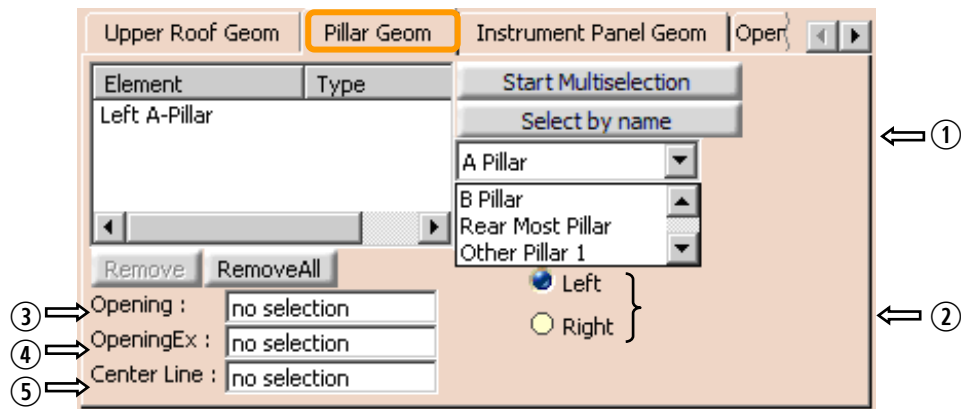 Upper Roof Geom Pillar Geom Instrument Panel Geom Open
Element Type Start Multiselection
Left A-Pillar Select by name
① 
A Pillar
B Pillar
Rear Most Pillar
Other Pillar 1
Remove RemoveAll
Left
③ Opening : no selection
② 
Right
④ OpeningEx : no selection
⑤ Center Line : no selection